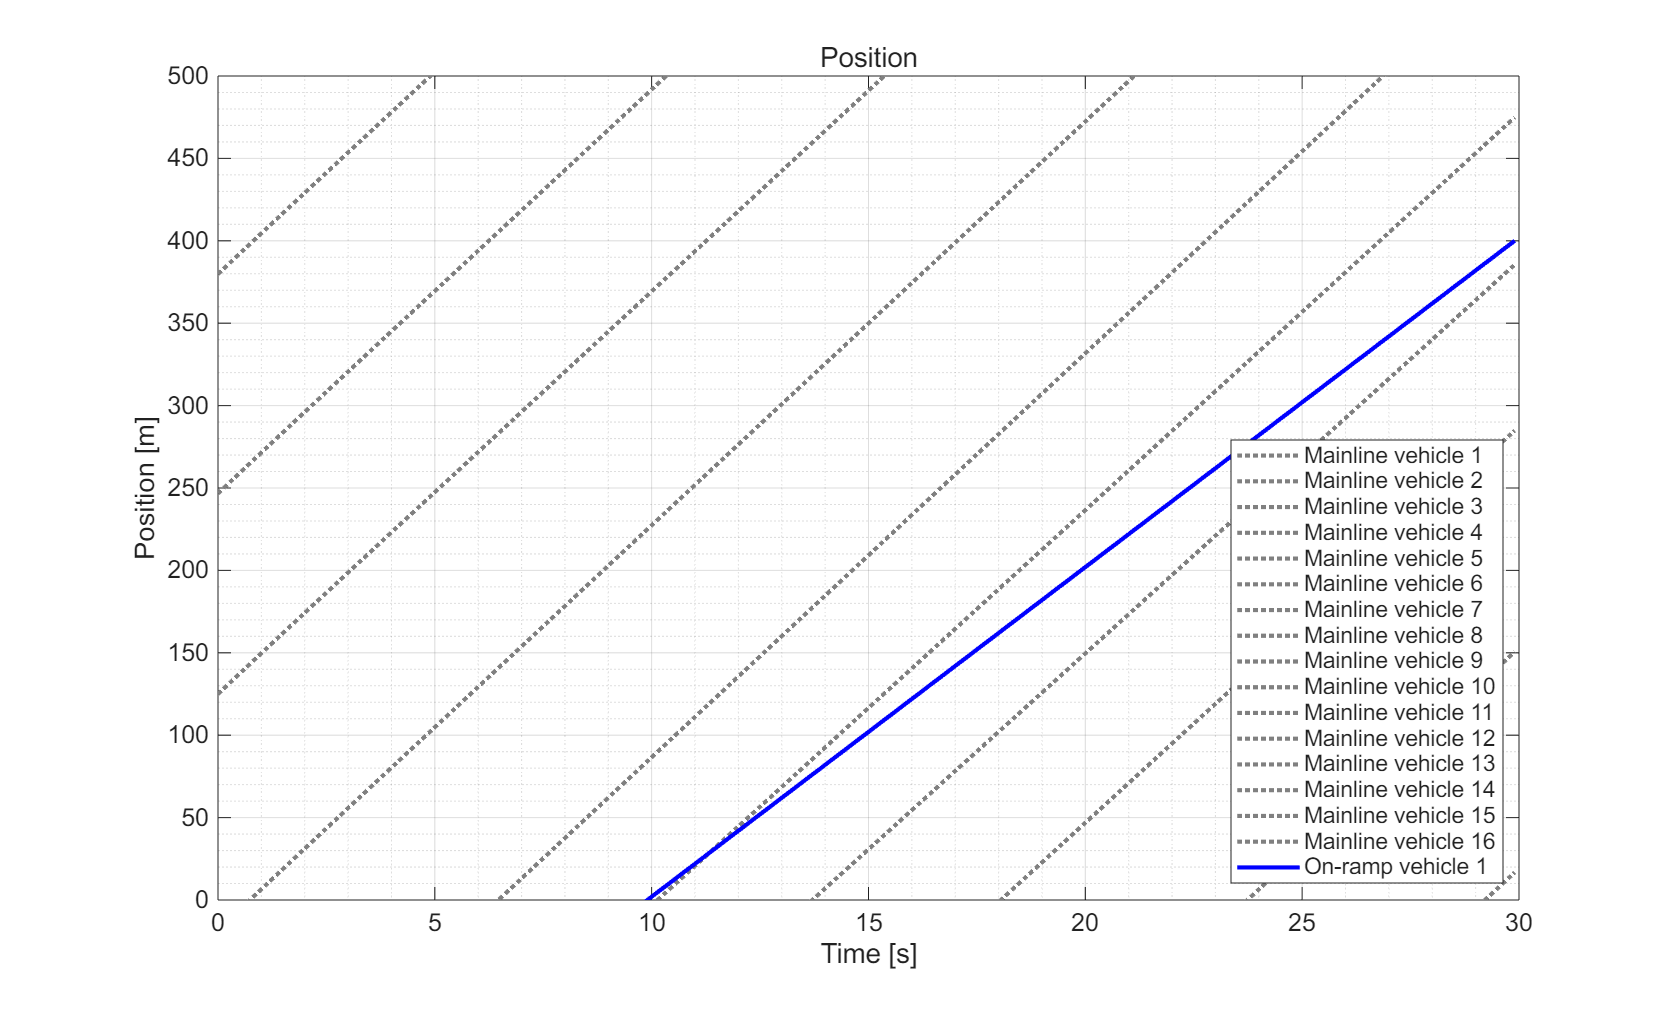 Position
500
450
400
350
300
250
200
150
100
50
0
Position [m]
0 5 10 15 20 25 30
Time [s]
Mainline vehicle 1
Mainline vehicle 2
Mainline vehicle 3
Mainline vehicle 4
Mainline vehicle 5
Mainline vehicle 6
Mainline vehicle 7
Mainline vehicle 8
Mainline vehicle 9
Mainline vehicle 10
Mainline vehicle 11
Mainline vehicle 12
Mainline vehicle 13
Mainline vehicle 14
Mainline vehicle 15
Mainline vehicle 16
On-ramp vehicle 1